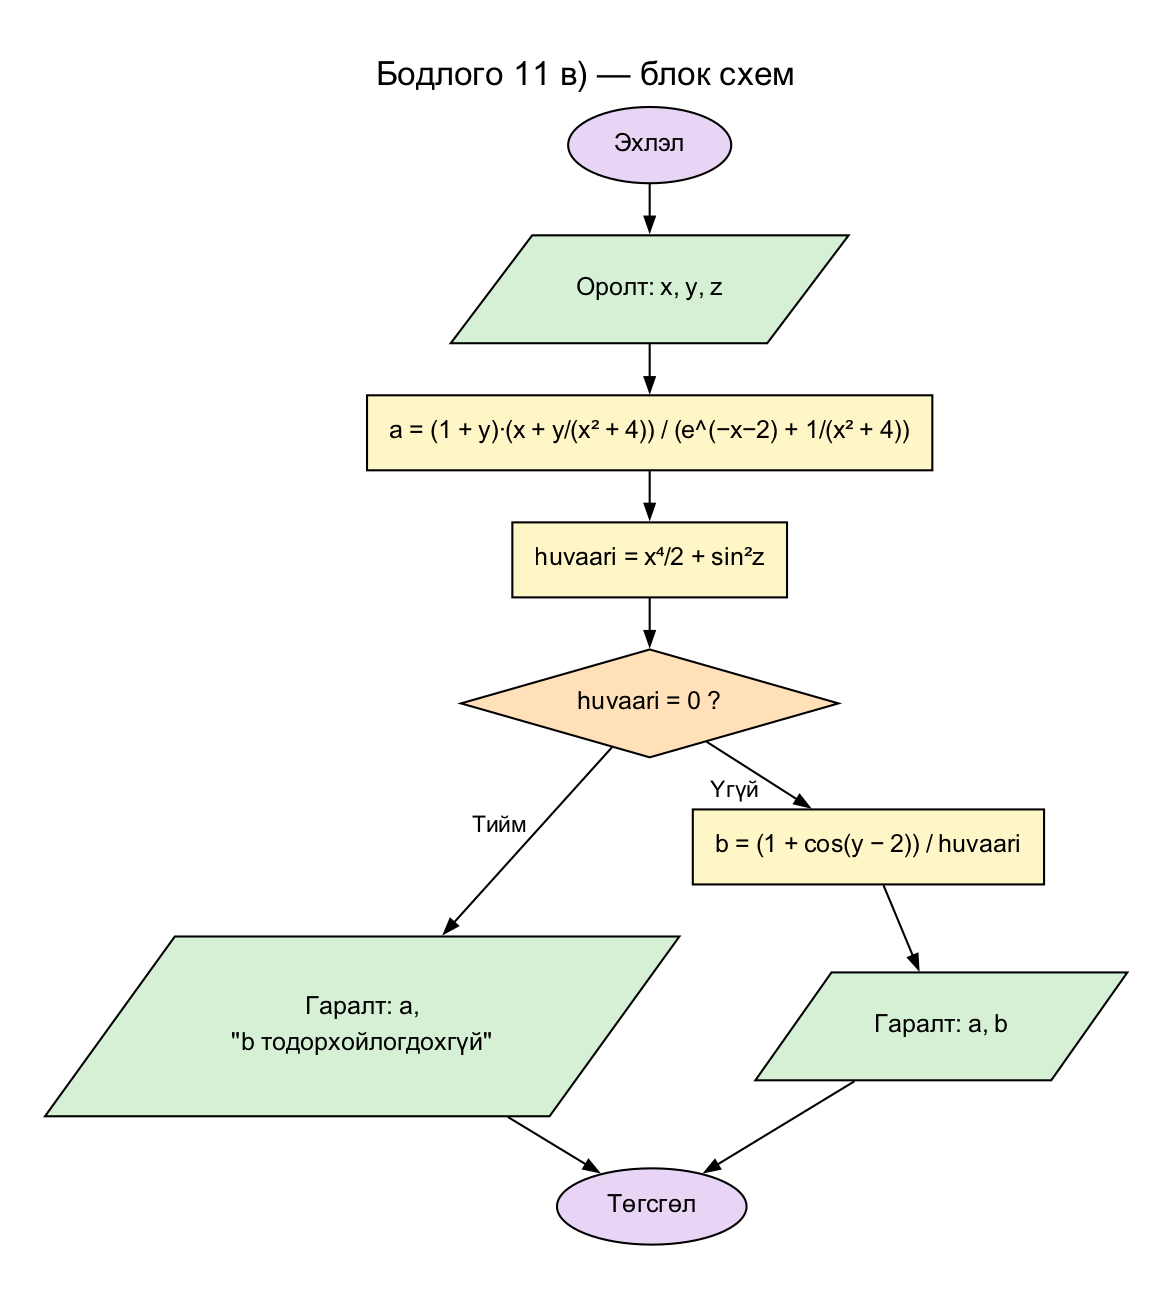 Бодлого 11 в) — блок схем
Эхлэл
Оролт: x, y, z
a = (1 + y)·(x + y/(x² + 4)) / (e^(−x−2) + 1/(x² + 4))
huvaari = x⁴/2 + sin²z
huvaari = 0 ?
Үгүй
Тийм
b = (1 + cos(y − 2)) / huvaari
Гаралт: a,
"b тодорхойлогдохгүй"
Гаралт: a, b
Төгсгөл